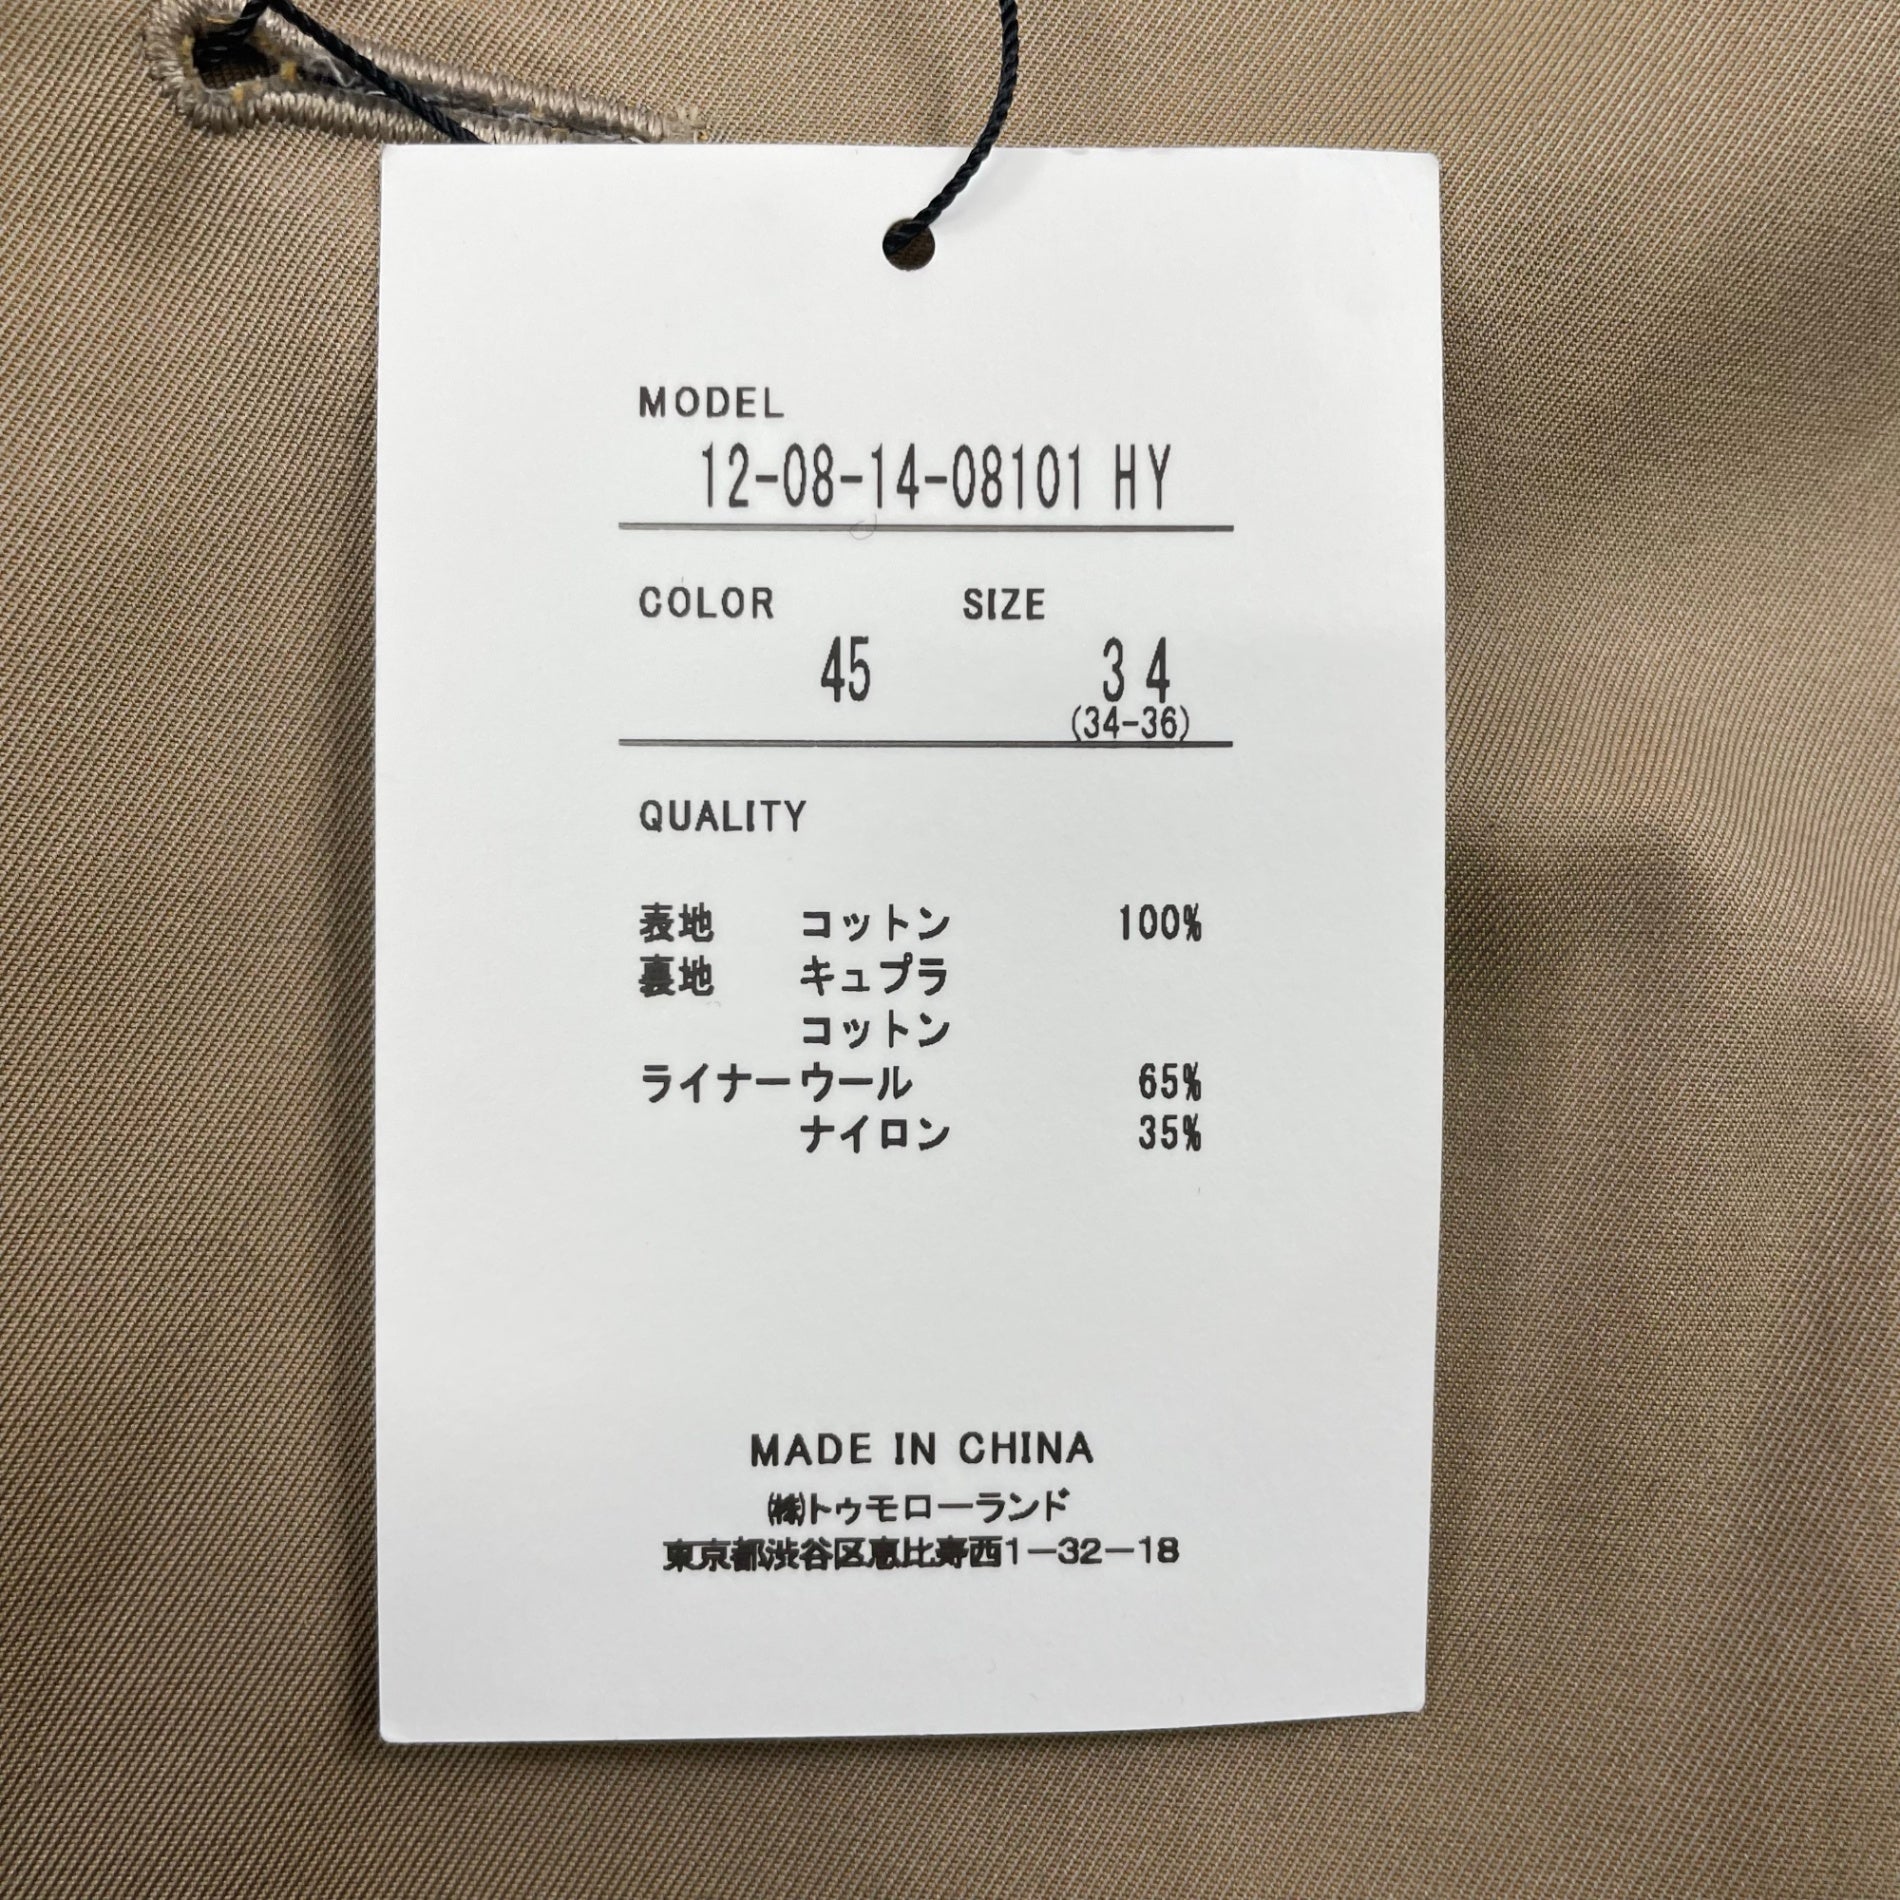 MODEL
12-08-14-08101 HY
COLOR SIZE
45 34
(34-36)
QUALITY
表地 コットン 100%
裏地 キュプラ
コットン
ライナー ウール 65%
ナイロン 35%
MADE IN CHINA
㈱トゥモローランド
東京都渋谷区恵比寿西1-32-18